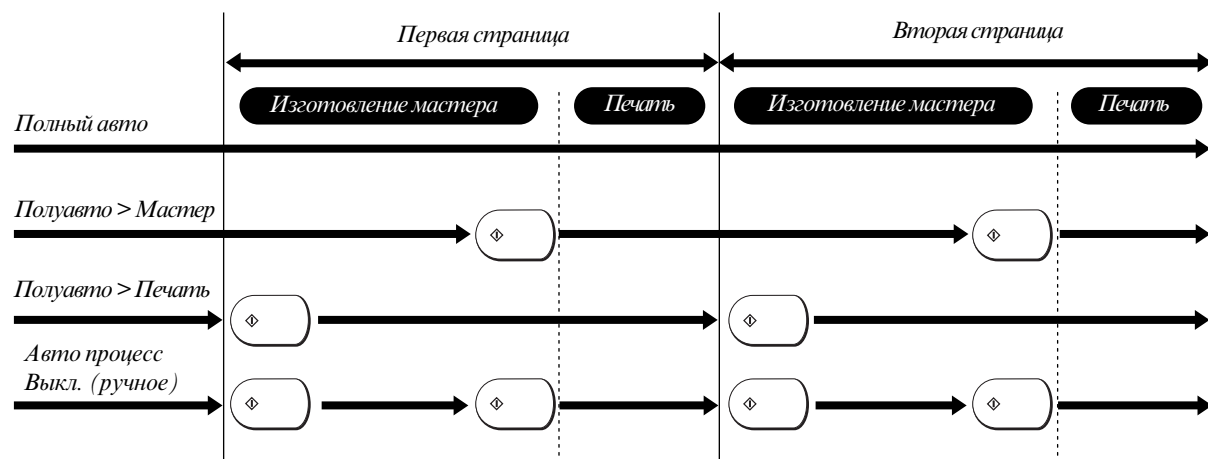 Первая страница
Вторая страница
Изготовление мастера
Печать
Изготовление мастера
Печать
Полный авто
Полуавто > Мастер
Полуавто > Печать
Авто процесс
Выкл. (ручное)